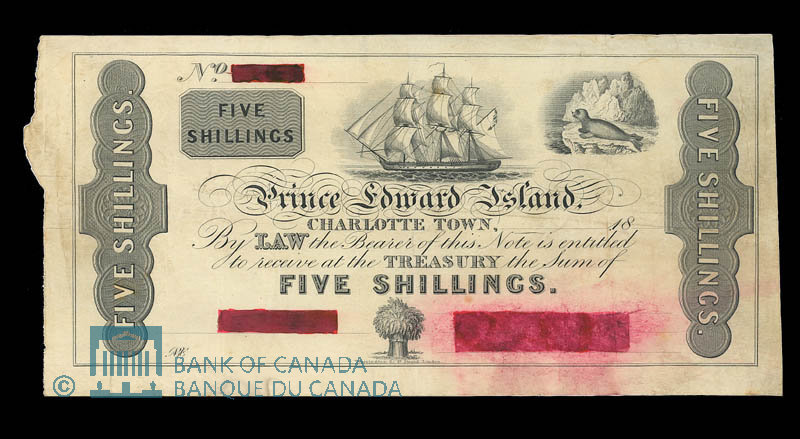 No.
FIVE
SHILLINGS
FIVE SHILLINGS.
FIVE SHILLINGS.
Prince Edward Island.
CHARLOTTE TOWN, 18
By LAW the Bearer of this Note is entitled
to receive at the TREASURY the Sum of
FIVE SHILLINGS.
© BANK OF CANADA
BANQUE DU CANADA